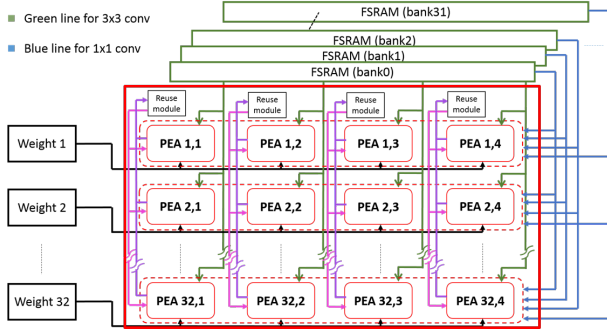 FSRAM (bank31)
Green line for 3x3 conv
FSRAM (bank2)
Blue line for 1x1 conv
FSRAM (bank1)
FSRAM (bank0)
Reuse module
Reuse module
Reuse module
Reuse module
Weight 1
PEA 1,1
PEA 1,2
PEA 1,3
PEA 1,4
Weight 2
PEA 2,1
PEA 2,2
PEA 2,3
PEA 2,4
Weight 32
PEA 32,1
PEA 32,2
PEA 32,3
PEA 32,4